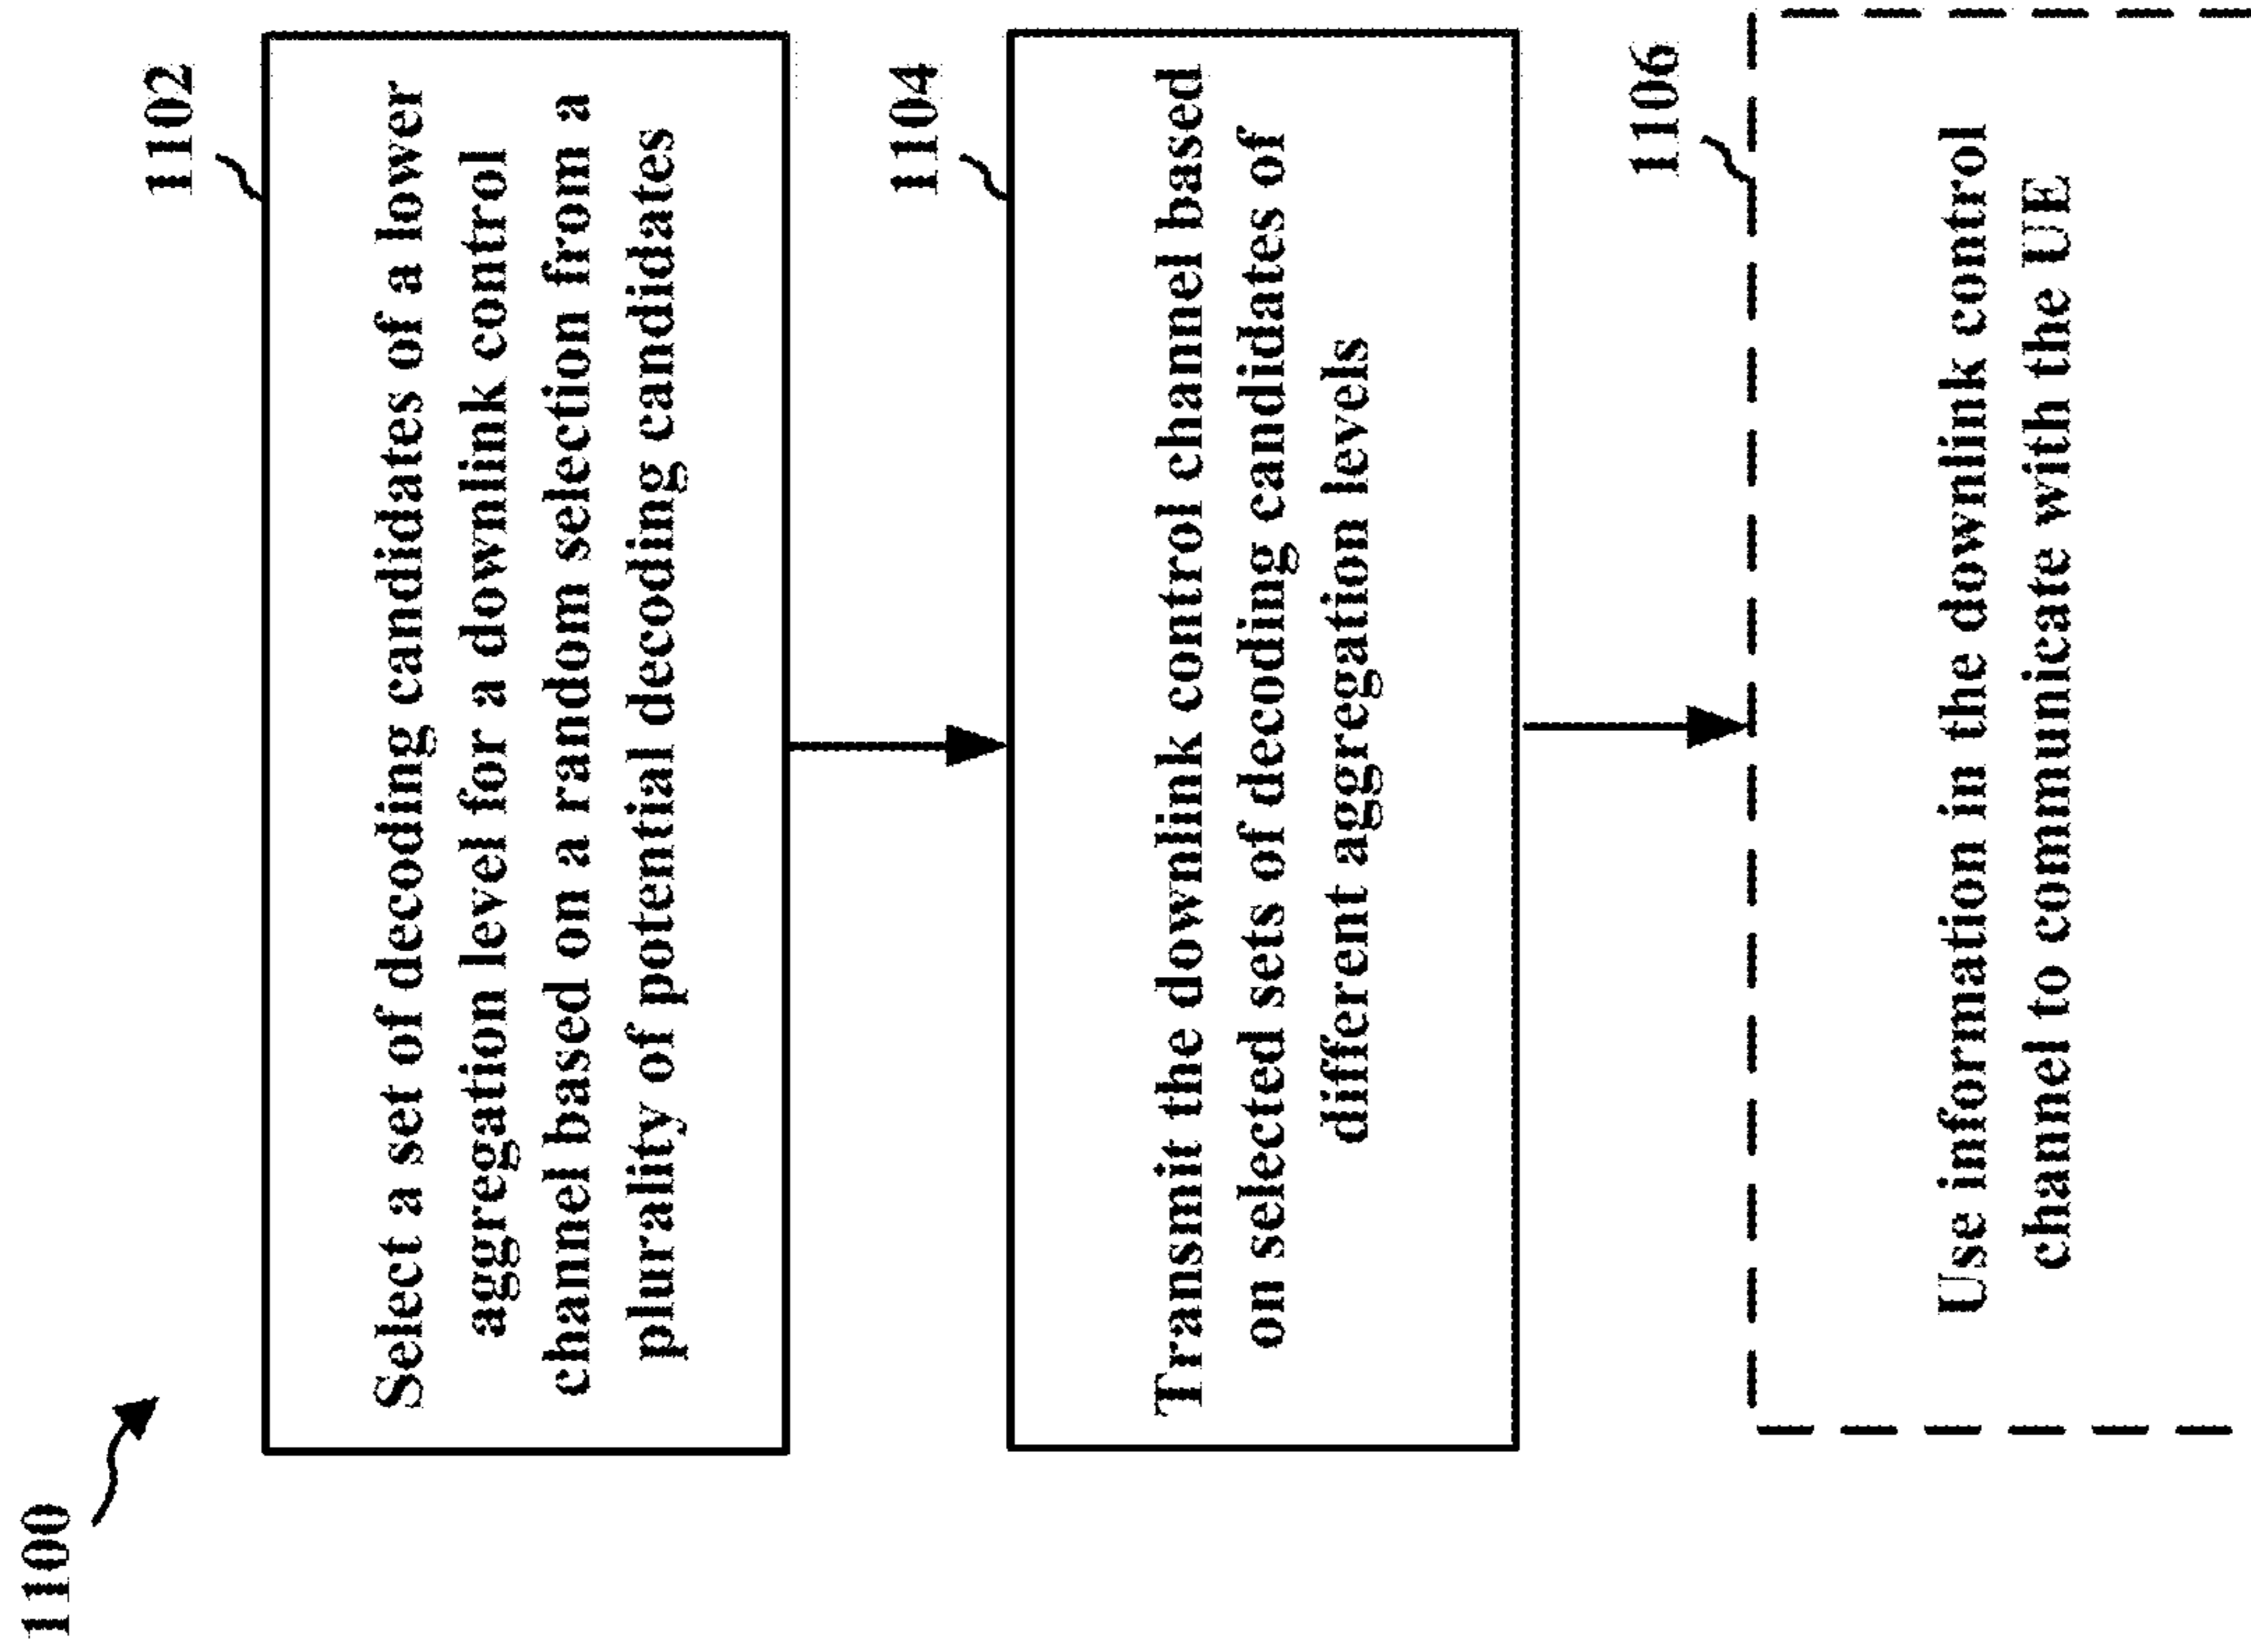 1100
1102
Select a set of decoding candidates of a lower
aggregation level for a downlink control
channel based on a random selection from a
plurality of potential decoding candidates
1104
Transmit the downlink control channel based
on selected sets of decoding candidates of
different aggregation levels
1106
Use information in the downlink control
channel to communicate with the UE